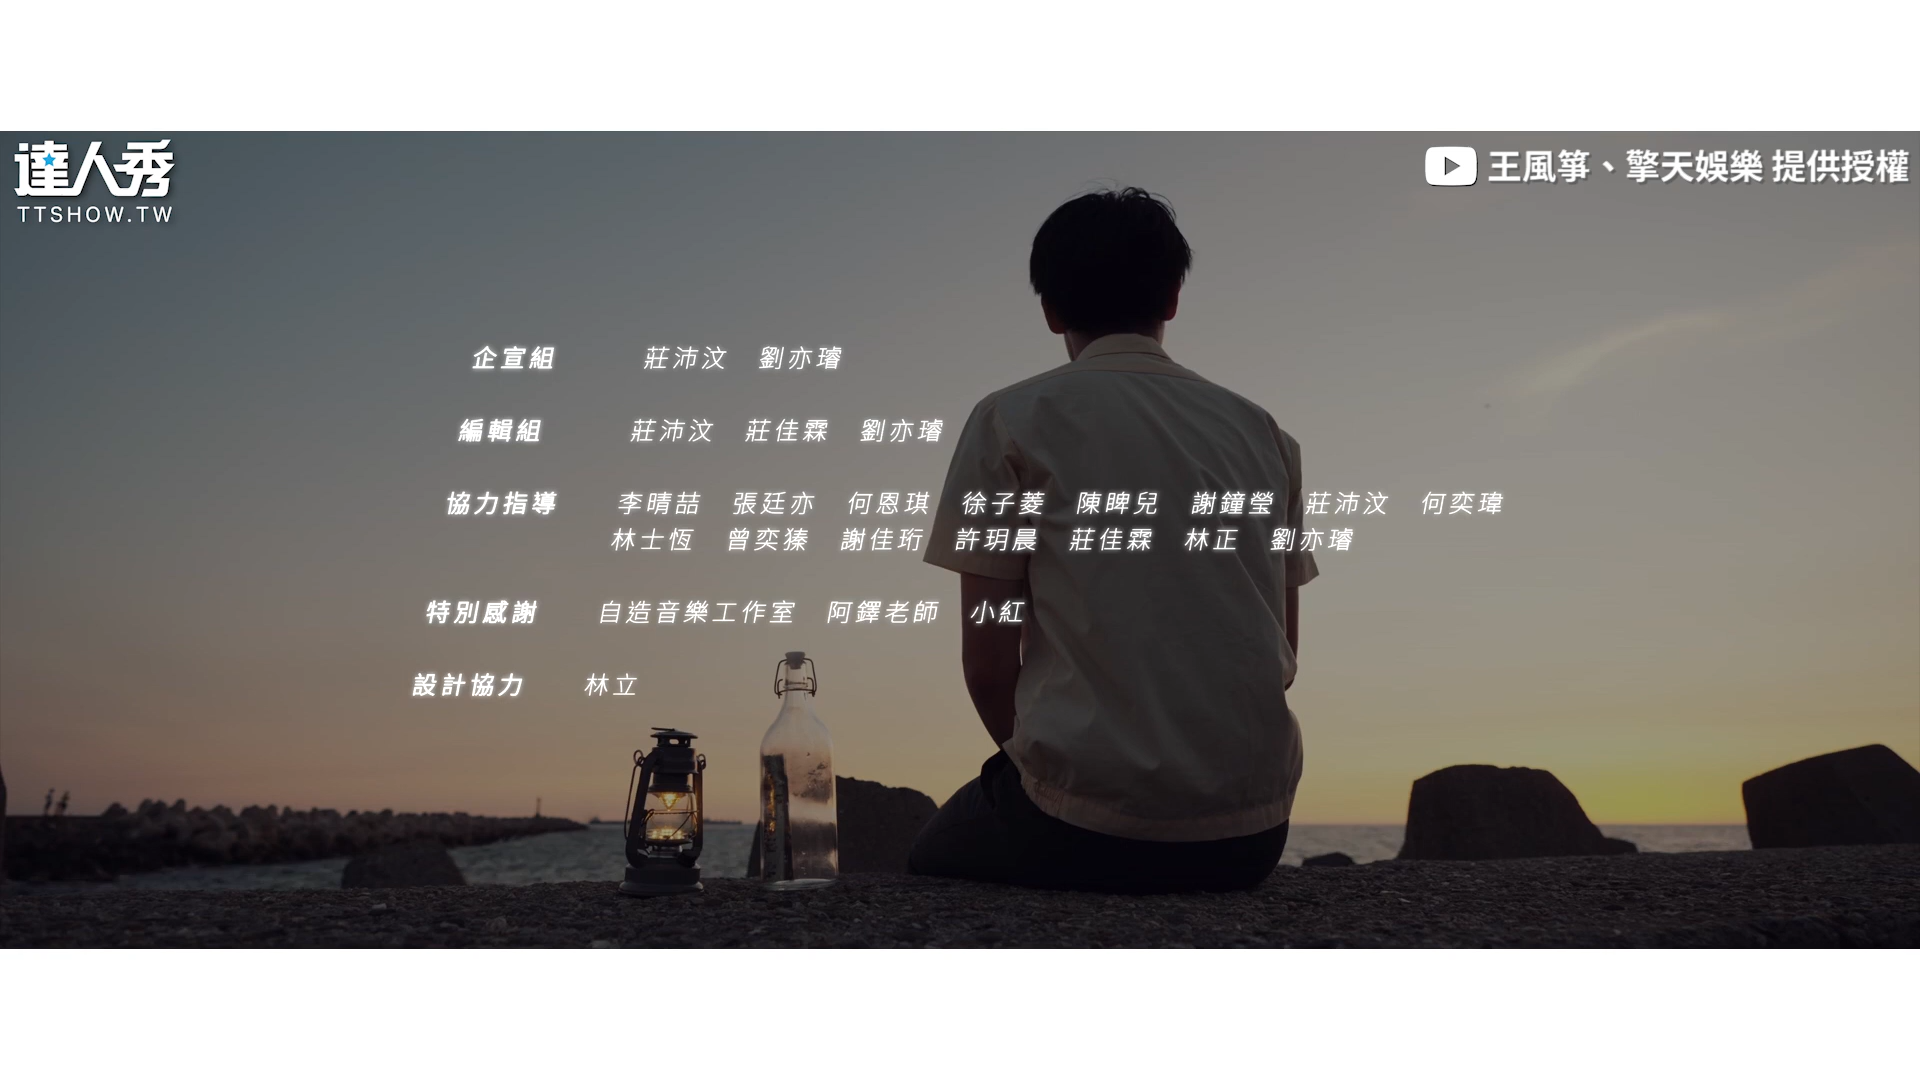 達人秀
TTSHOW.TW
王風箏、擎天娛樂 提供授權
企宣組 莊沛汶 劉亦璿
編輯組 莊沛汶 莊佳霖 劉亦璿
協力指導 李晴喆 張廷亦 何恩琪 徐子菱 陳睥兒 謝鐘瑩 莊沛汶 何奕瑋
林士恆 曾奕獉 謝佳珩 許玥晨 莊佳霖 林正 劉亦璿
特別感謝 自造音樂工作室 阿鐸老師 小紅
設計協力 林立